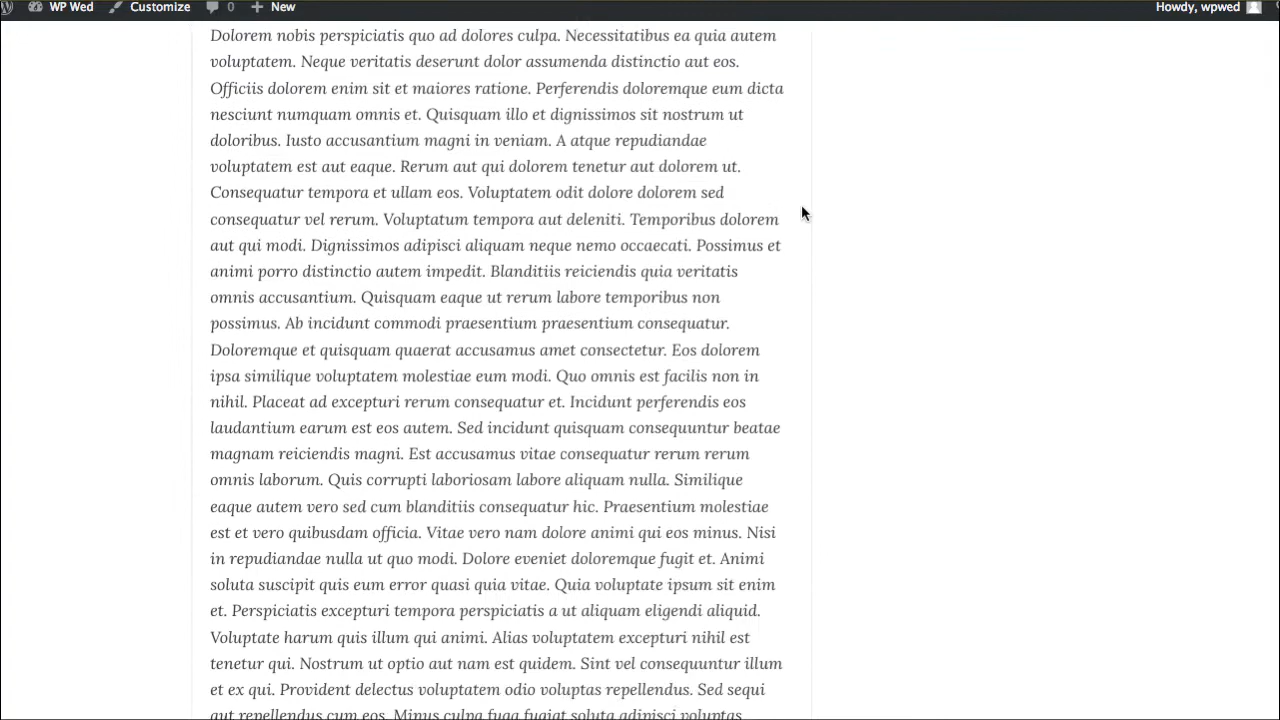 WP Wed Customize 0 New Howdy, wpwed
Dolorem nobis perspiciatis quo ad dolores culpa. Necessitatibus ea quia autem
voluptatem. Neque veritatis deserunt dolor assumenda distinctio aut eos.
Officiis dolorem enim sit et maiores ratione. Perferendis doloremque eum dicta
nesciunt numquam omnis et. Quisquam illo et dignissimos sit nostrum ut
doloribus. Iusto accusantium magni in veniam. A atque repudiandae
voluptatem est aut eaque. Rerum aut qui dolorem tenetur aut dolorem ut.
Consequatur tempora et ullam eos. Voluptatem odit dolore dolorem sed
consequatur vel rerum. Voluptatum tempora aut deleniti. Temporibus dolorem
aut qui modi. Dignissimos adipisci aliquam neque nemo occaecati. Possimus et
animi porro distinctio autem impedit. Blanditiis reiciendis quia veritatis
omnis accusantium. Quisquam eaque ut rerum labore temporibus non
possimus. Ab incidunt commodi praesentium praesentium consequatur.
Doloremque et quisquam quaerat accusamus amet consectetur. Eos dolorem
ipsa similique voluptatem molestiae eum modi. Quo omnis est facilis non in
nihil. Placeat ad excepturi rerum consequatur et. Incidunt perferendis eos
laudantium earum est eos autem. Sed incidunt quisquam consequuntur beatae
magnam reiciendis magni. Est accusamus vitae consequatur rerum rerum
omnis laborum. Quis corrupti laboriosam labore aliquam nulla. Similique
eaque autem vero sed cum blanditiis consequatur hic. Praesentium molestiae
est et vero quibusdam officia. Vitae vero nam dolore animi qui eos minus. Nisi
in repudiandae nulla ut quo modi. Dolore eveniet doloremque fugit et. Animi
soluta suscipit quis eum error quasi quia vitae. Quia voluptate ipsum sit enim
et. Perspiciatis excepturi tempora perspiciatis a ut aliquam eligendi aliquid.
Voluptate harum quis illum qui animi. Alias voluptatem excepturi nihil est
tenetur qui. Nostrum ut optio aut nam est quidem. Sint vel consequuntur illum
et ex qui. Provident delectus voluptatem odio voluptas repellendus. Sed sequi
aut repellendus cum eos. Minus culpa fuga fugiat soluta adipisci voluptas